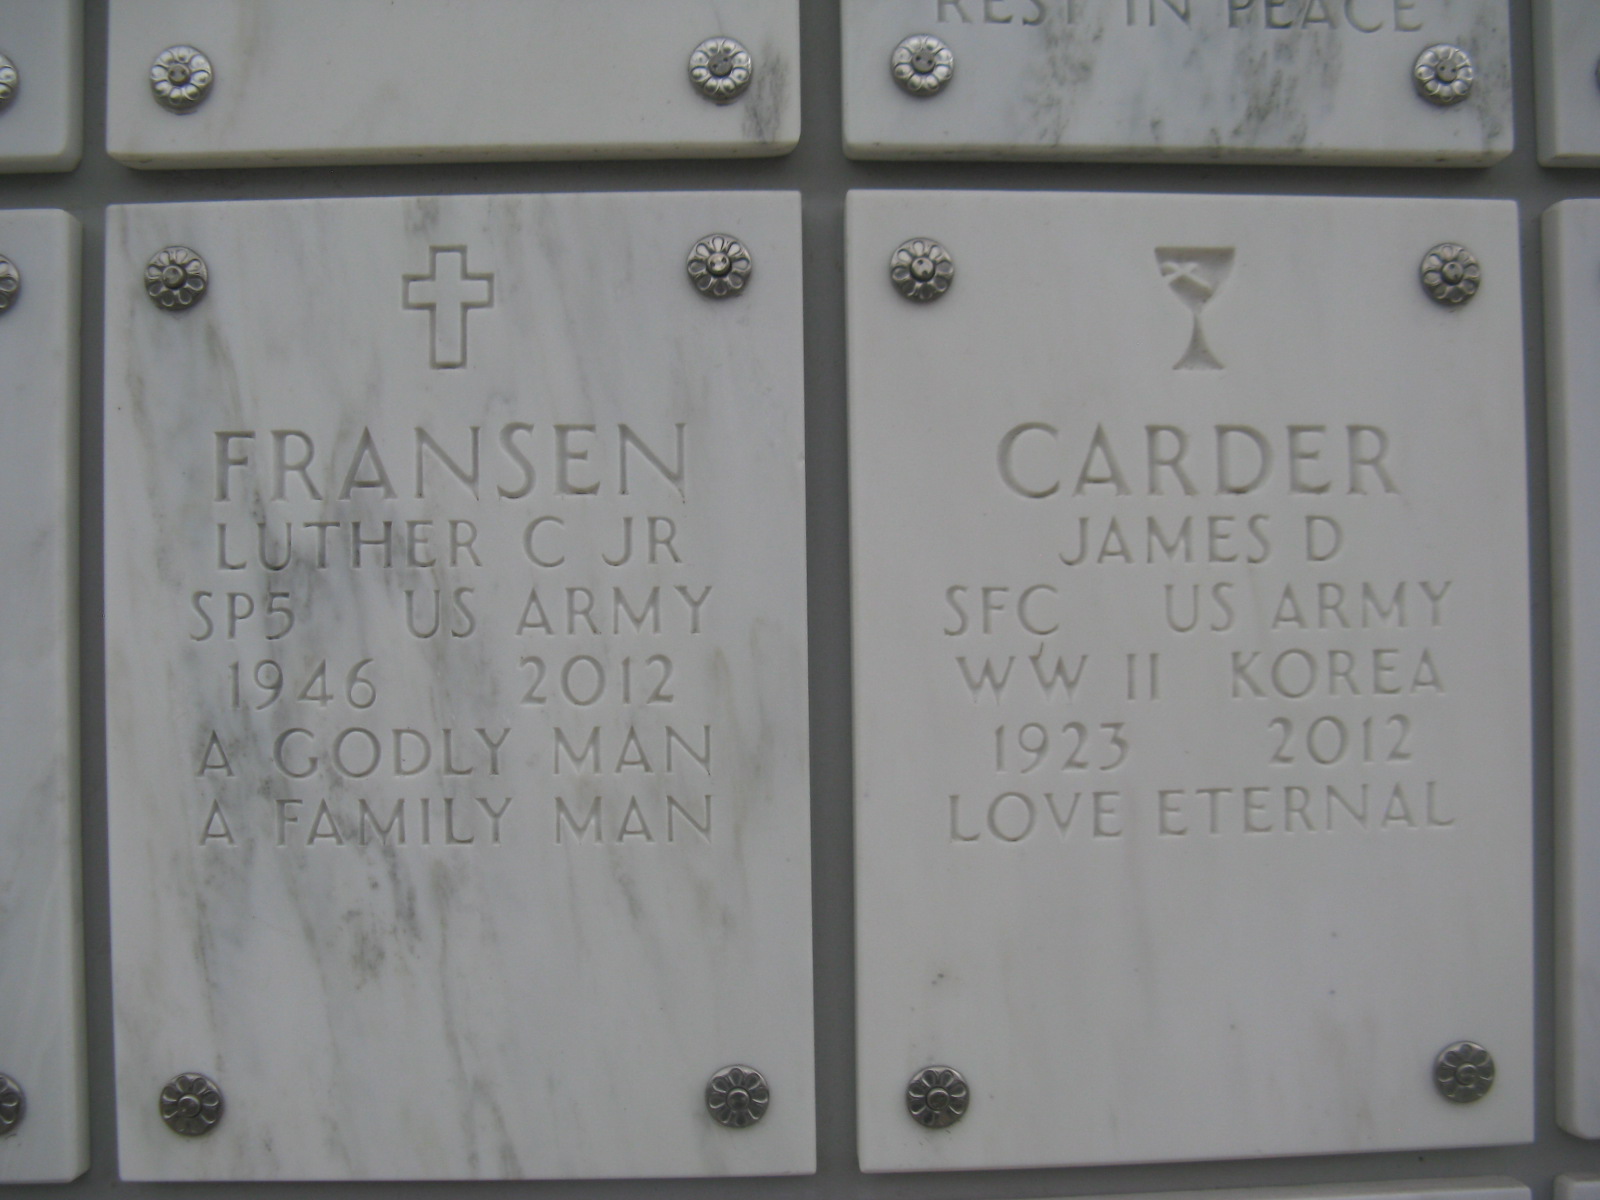 REST IN PEACE
FRANSEN
LUTHER C JR
SP5 US ARMY
1946 2012
A GODLY MAN
A FAMILY MAN
CARDER
JAMES D
SFC US ARMY
WW II KOREA
1923 2012
LOVE ETERNAL